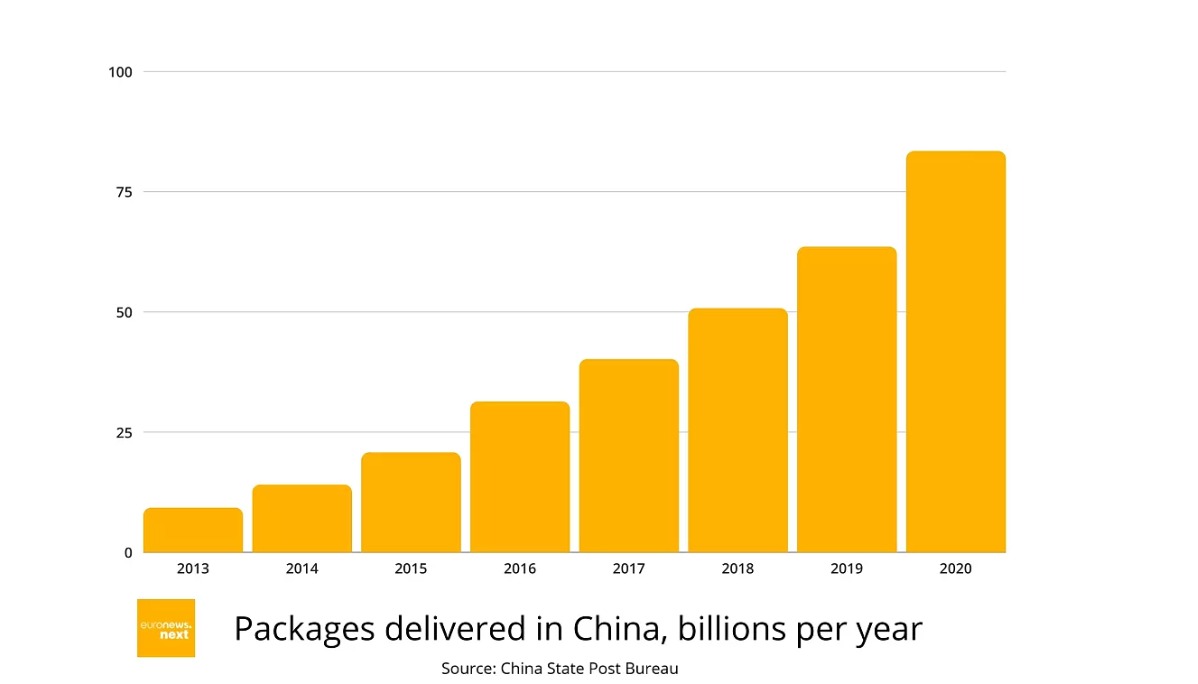 100
75
50
25
0
2013 2014 2015 2016 2017 2018 2019 2020
euronews.
next
Packages delivered in China, billions per year
Source: China State Post Bureau